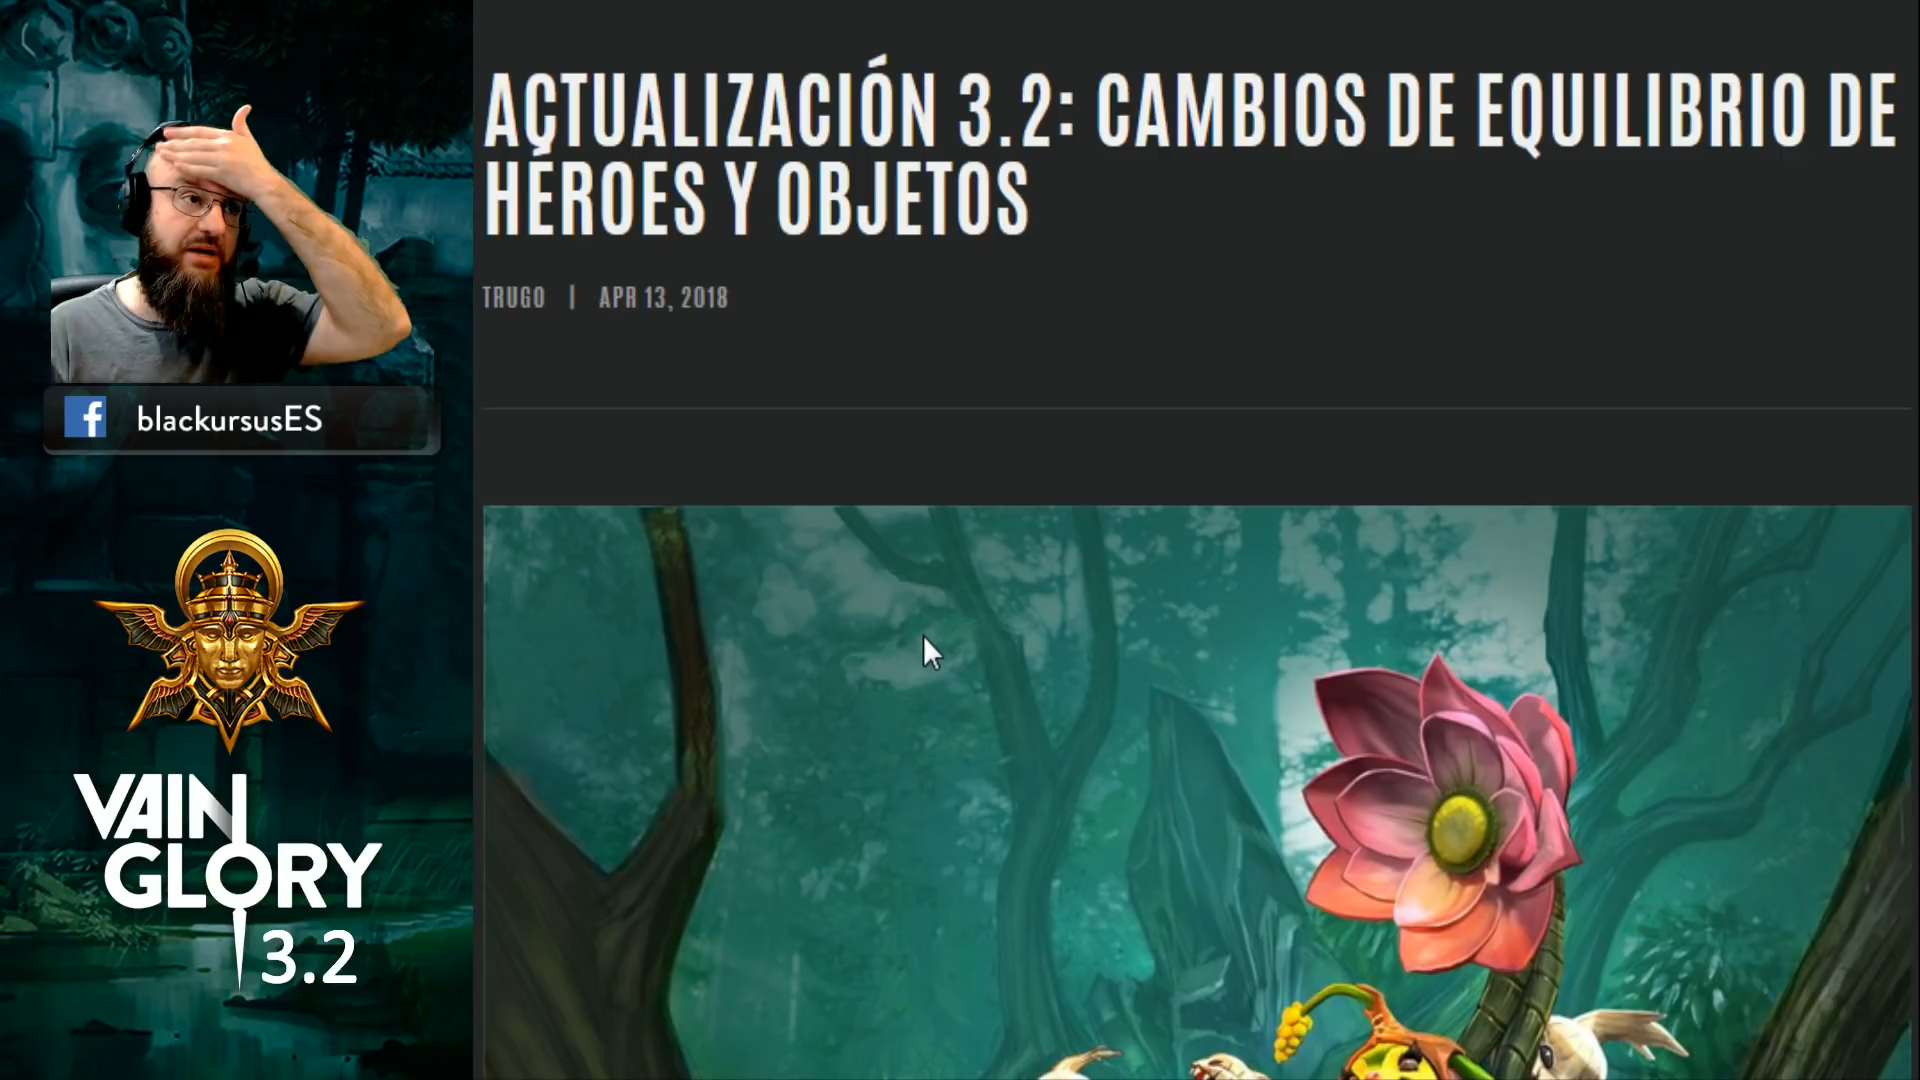 ACTUALIZACIÓN 3.2: CAMBIOS DE EQUILIBRIO DE
HÉROES Y OBJETOS
TRUGO | APR 13, 2018
f blackursusES
VAIN
GLORY
3.2